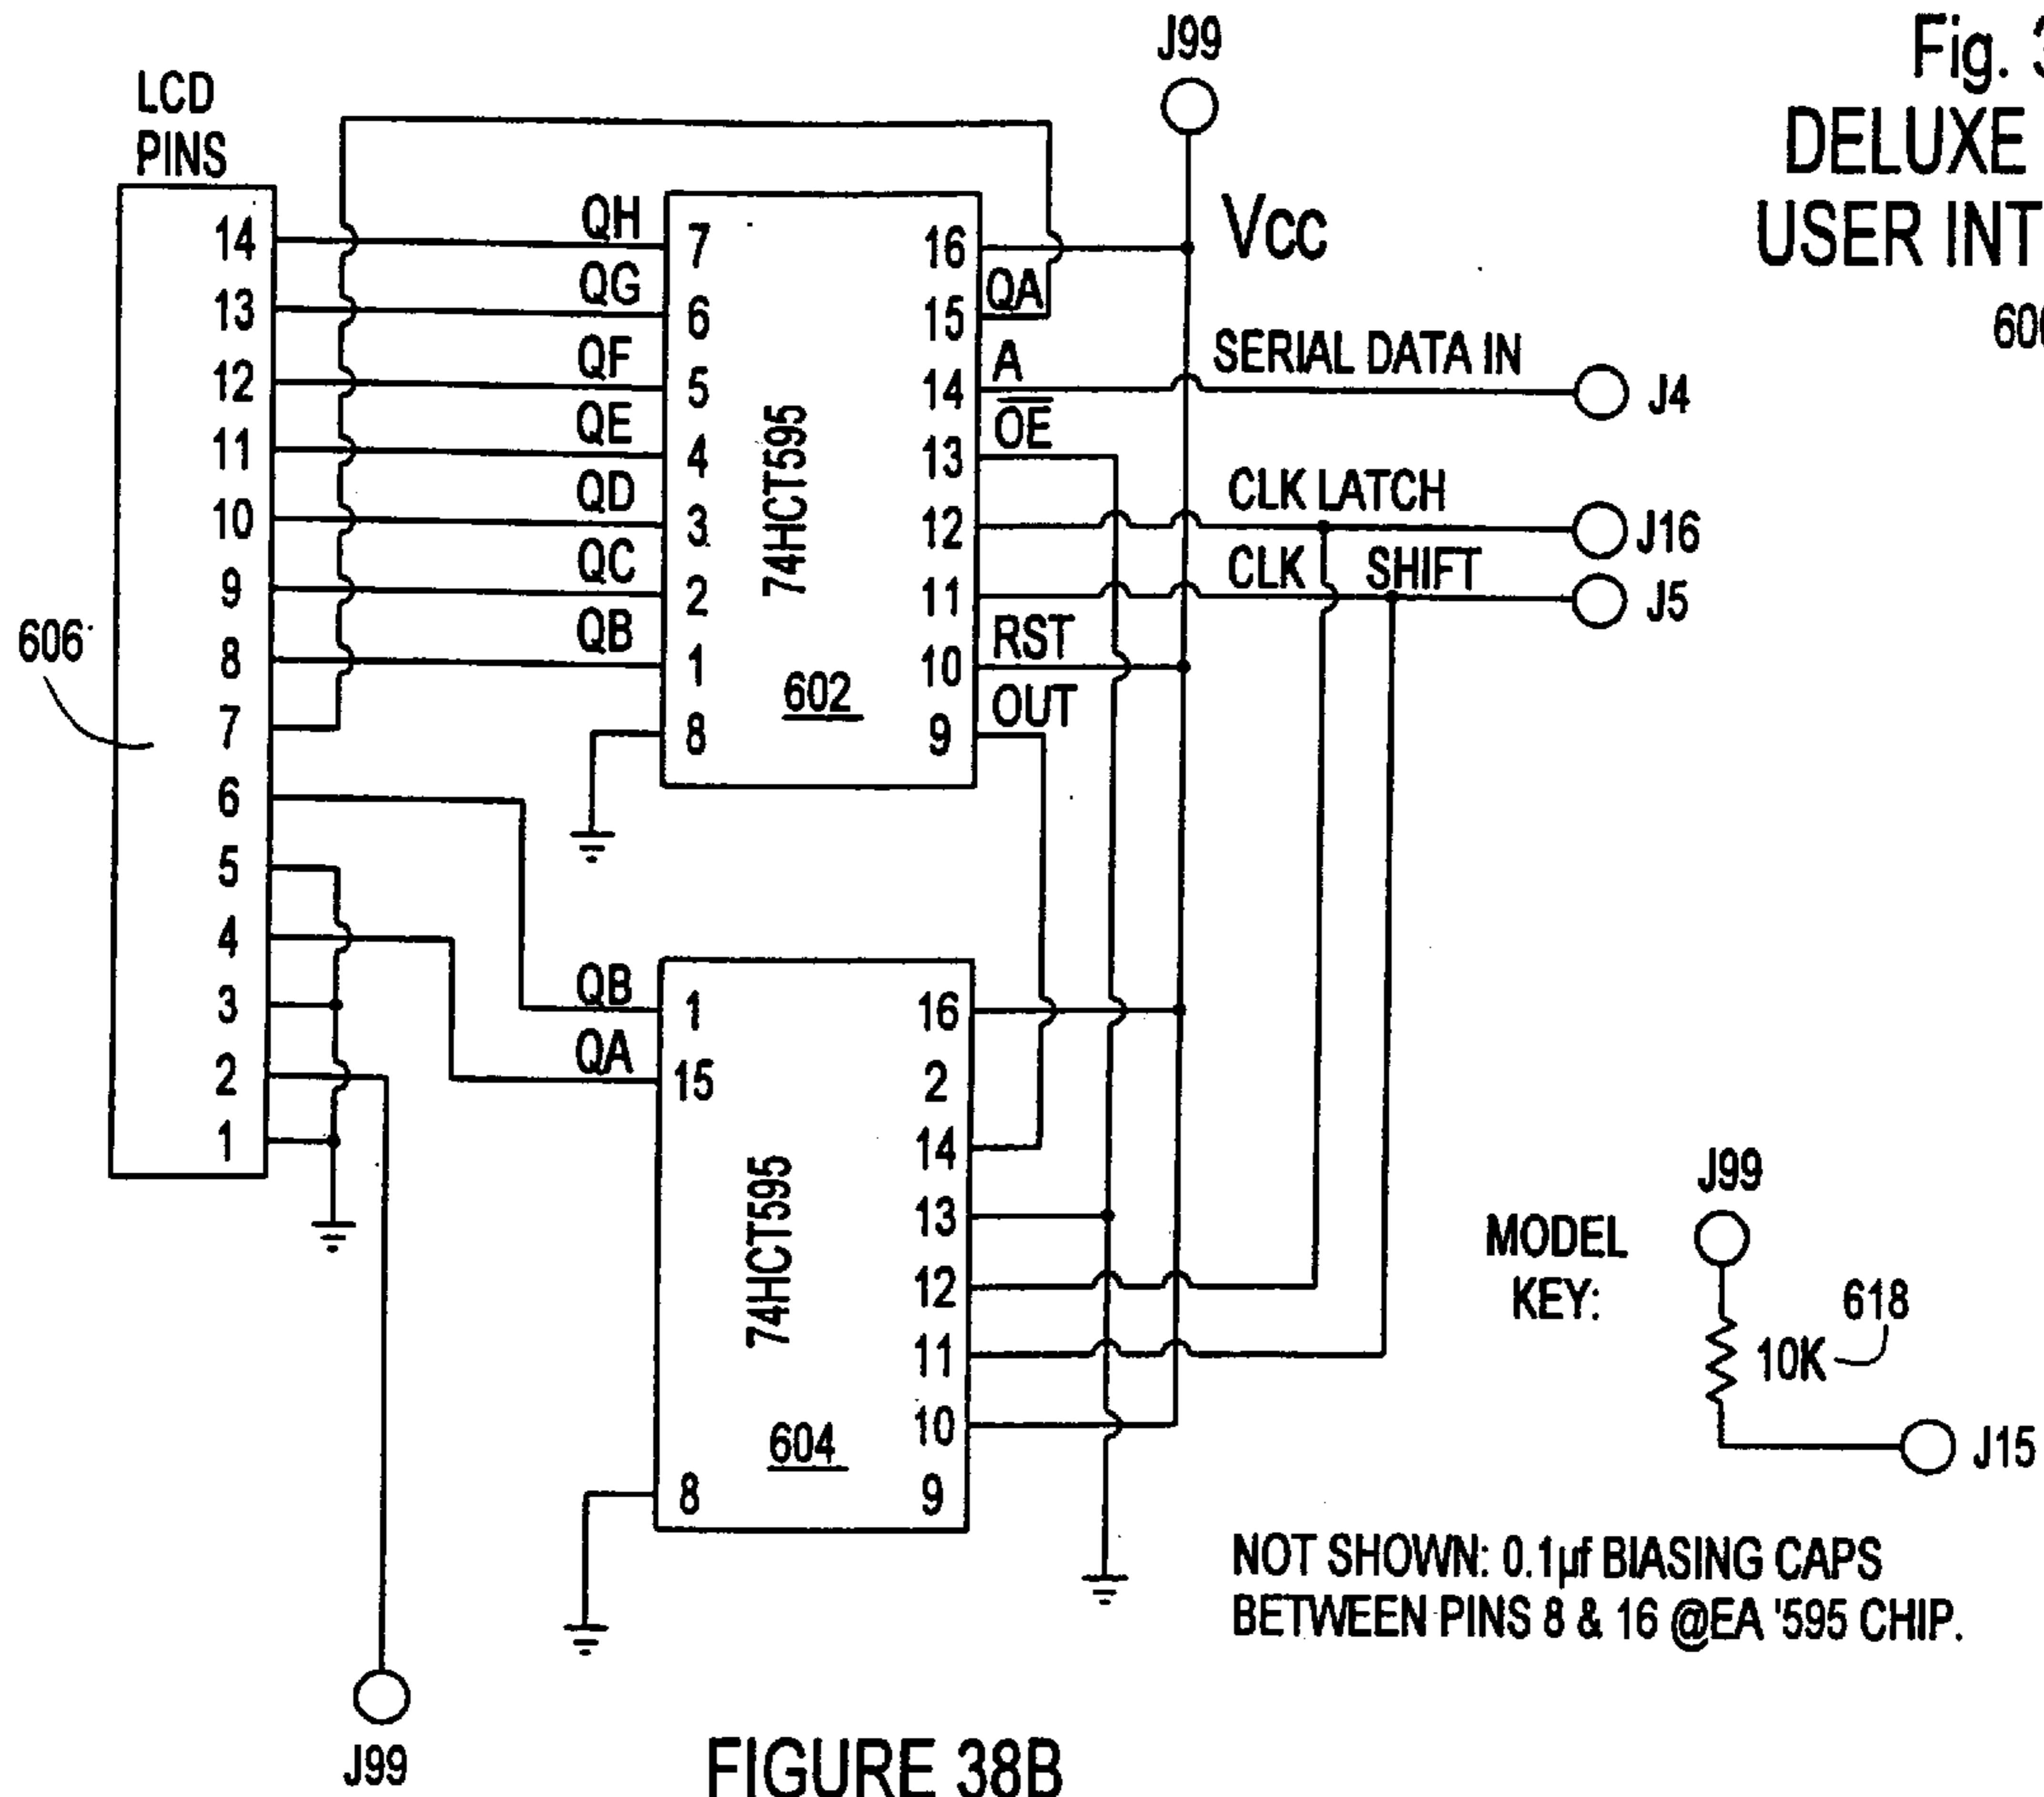 J99
Fig. 3
DELUXE
USER INT
LCD
PINS
14
13
12
11
10
9
8
7
6
5
4
3
2
1
606
QH
QG
QF
QE
QD
QC
QB
7
6
5
4
3
2
1
8
74HCT595
602
16
15
14
13
12
11
10
9
QA
A
OE
RST
OUT
VCC
SERIAL DATA IN
J4
CLK LATCH
J16
CLK SHIFT
J5
QB
QA
1
15
8
74HCT595
604
16
2
14
13
12
11
10
9
J99
MODEL
KEY:
10K
618
J15
NOT SHOWN: 0.1µf BIASING CAPS
BETWEEN PINS 8 & 16 @EA '595 CHIP.
J99
FIGURE 38B